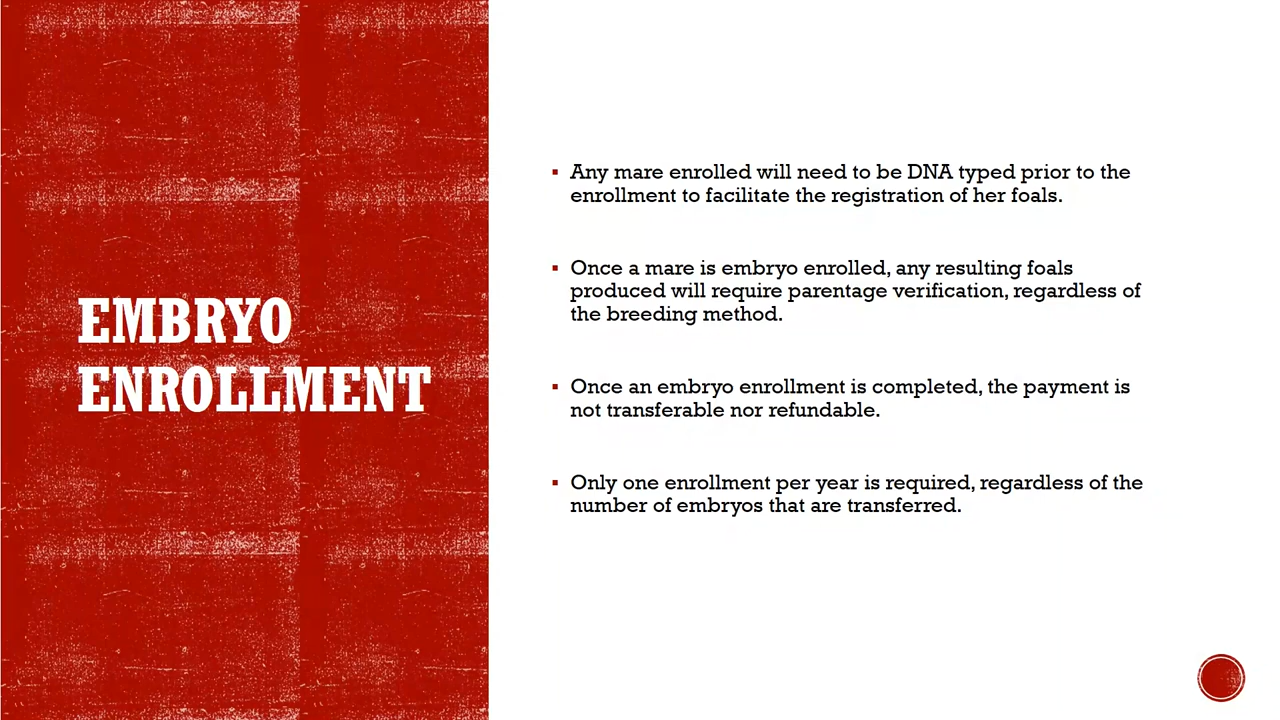 EMBRYO
ENROLLMENT
▪ Any mare enrolled will need to be DNA typed prior to the
enrollment to facilitate the registration of her foals.
▪ Once a mare is embryo enrolled, any resulting foals
produced will require parentage verification, regardless of
the breeding method.
▪ Once an embryo enrollment is completed, the payment is
not transferable nor refundable.
▪ Only one enrollment per year is required, regardless of the
number of embryos that are transferred.